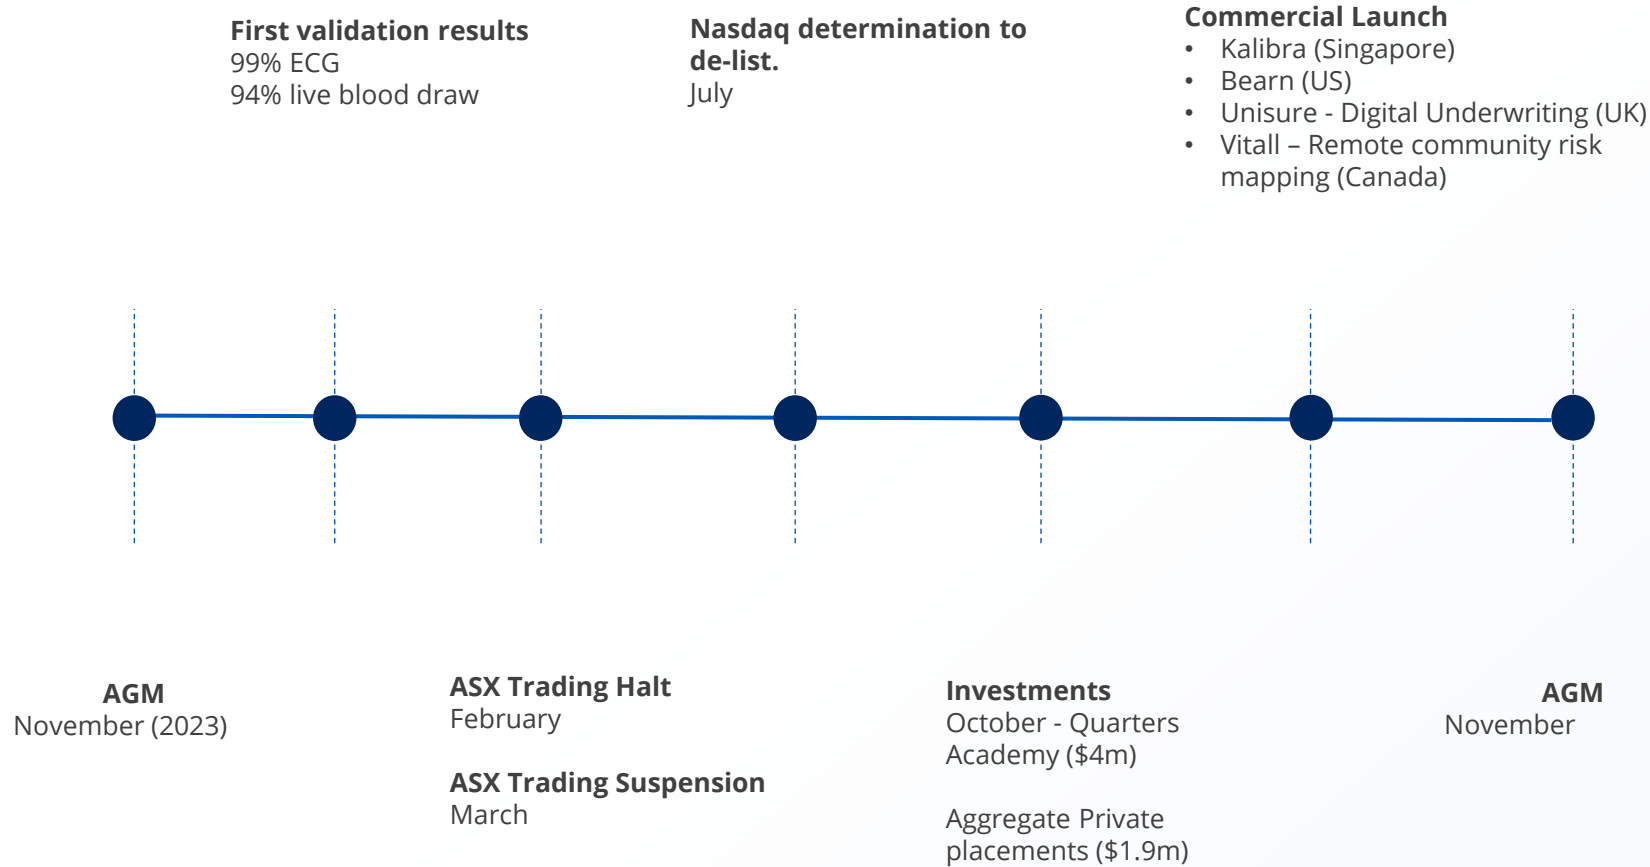 First validation results
99% ECG
94% live blood draw
Nasdaq determination to
de-list.
July
Commercial Launch
• Kalibra (Singapore)
• Bearn (US)
• Unisure - Digital Underwriting (UK)
• Vitall – Remote community risk
mapping (Canada)
AGM
November (2023)
ASX Trading Halt
February
ASX Trading Suspension
March
Investments
October - Quarters
Academy ($4m)
Aggregate Private
placements ($1.9m)
AGM
November